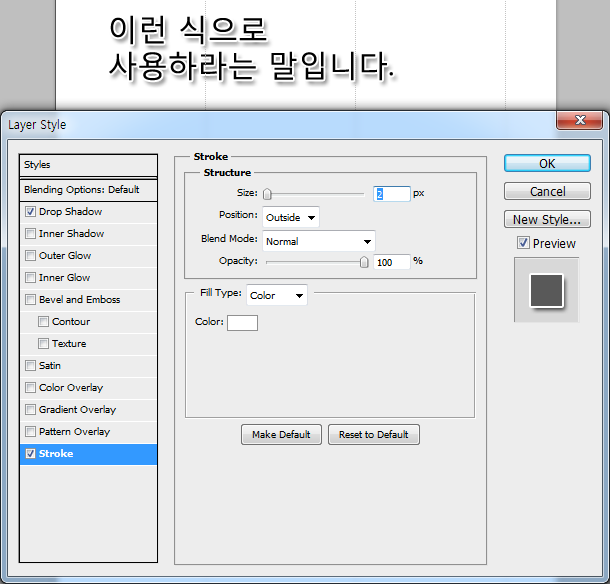 이런 식으로
사용하라는 말입니다.
Layer Style
Styles
Blending Options: Default
Drop Shadow
Inner Shadow
Outer Glow
Inner Glow
Bevel and Emboss
Contour
Texture
Satin
Color Overlay
Gradient Overlay
Pattern Overlay
Stroke
Stroke
Structure
Size: 2 px
Position: Outside
Blend Mode: Normal
Opacity: 100 %
Fill Type: Color
Color:
Make Default Reset to Default
OK
Cancel
New Style...
Preview